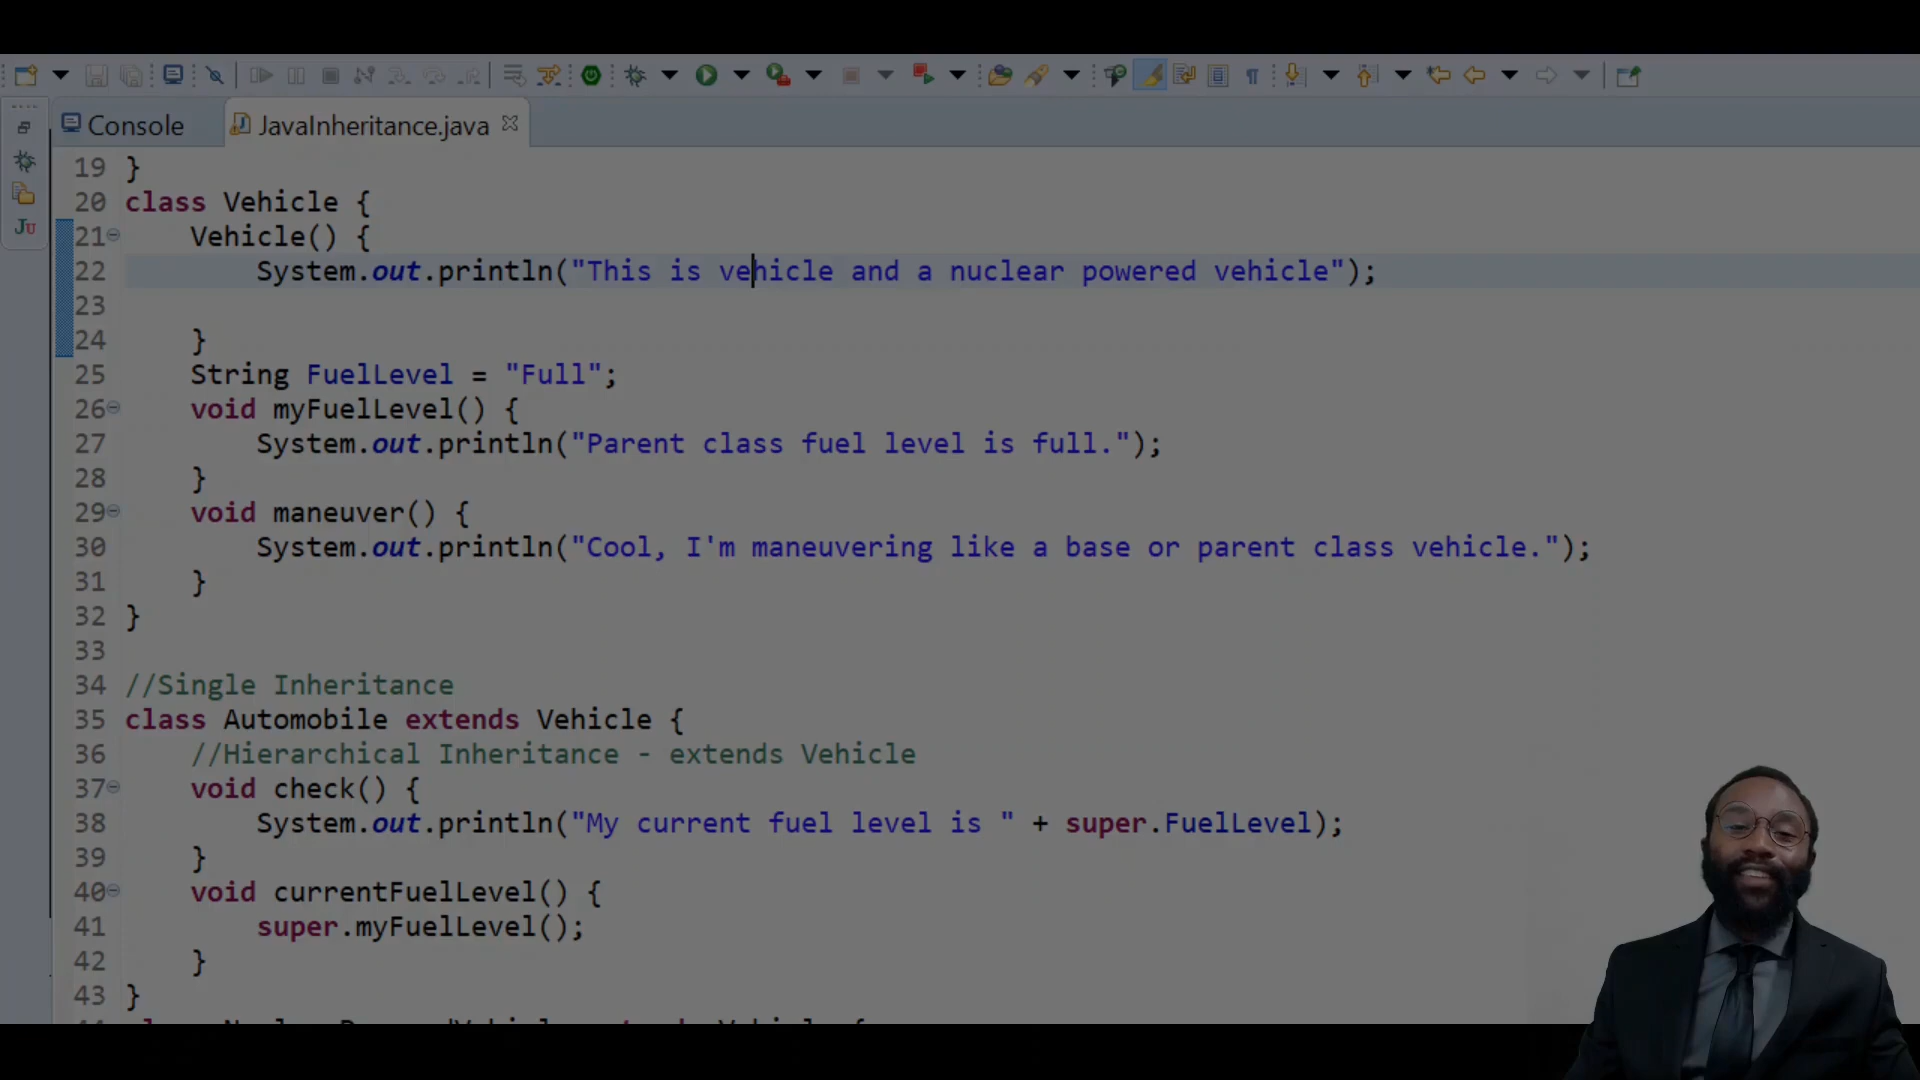 Console JavaInheritance.java
19 }
20 class Vehicle {
21 Vehicle() {
22 System.out.println("This is vehicle and a nuclear powered vehicle");
23
24 }
25 String FuelLevel = "Full";
26 void myFuelLevel() {
27 System.out.println("Parent class fuel level is full.");
28 }
29 void maneuver() {
30 System.out.println("Cool, I'm maneuvering like a base or parent class vehicle.");
31 }
32 }
33
34 //Single Inheritance
35 class Automobile extends Vehicle {
36 //Hierarchical Inheritance - extends Vehicle
37 void check() {
38 System.out.println("My current fuel level is " + super.FuelLevel);
39 }
40 void currentFuelLevel() {
41 super.myFuelLevel();
42 }
43 }